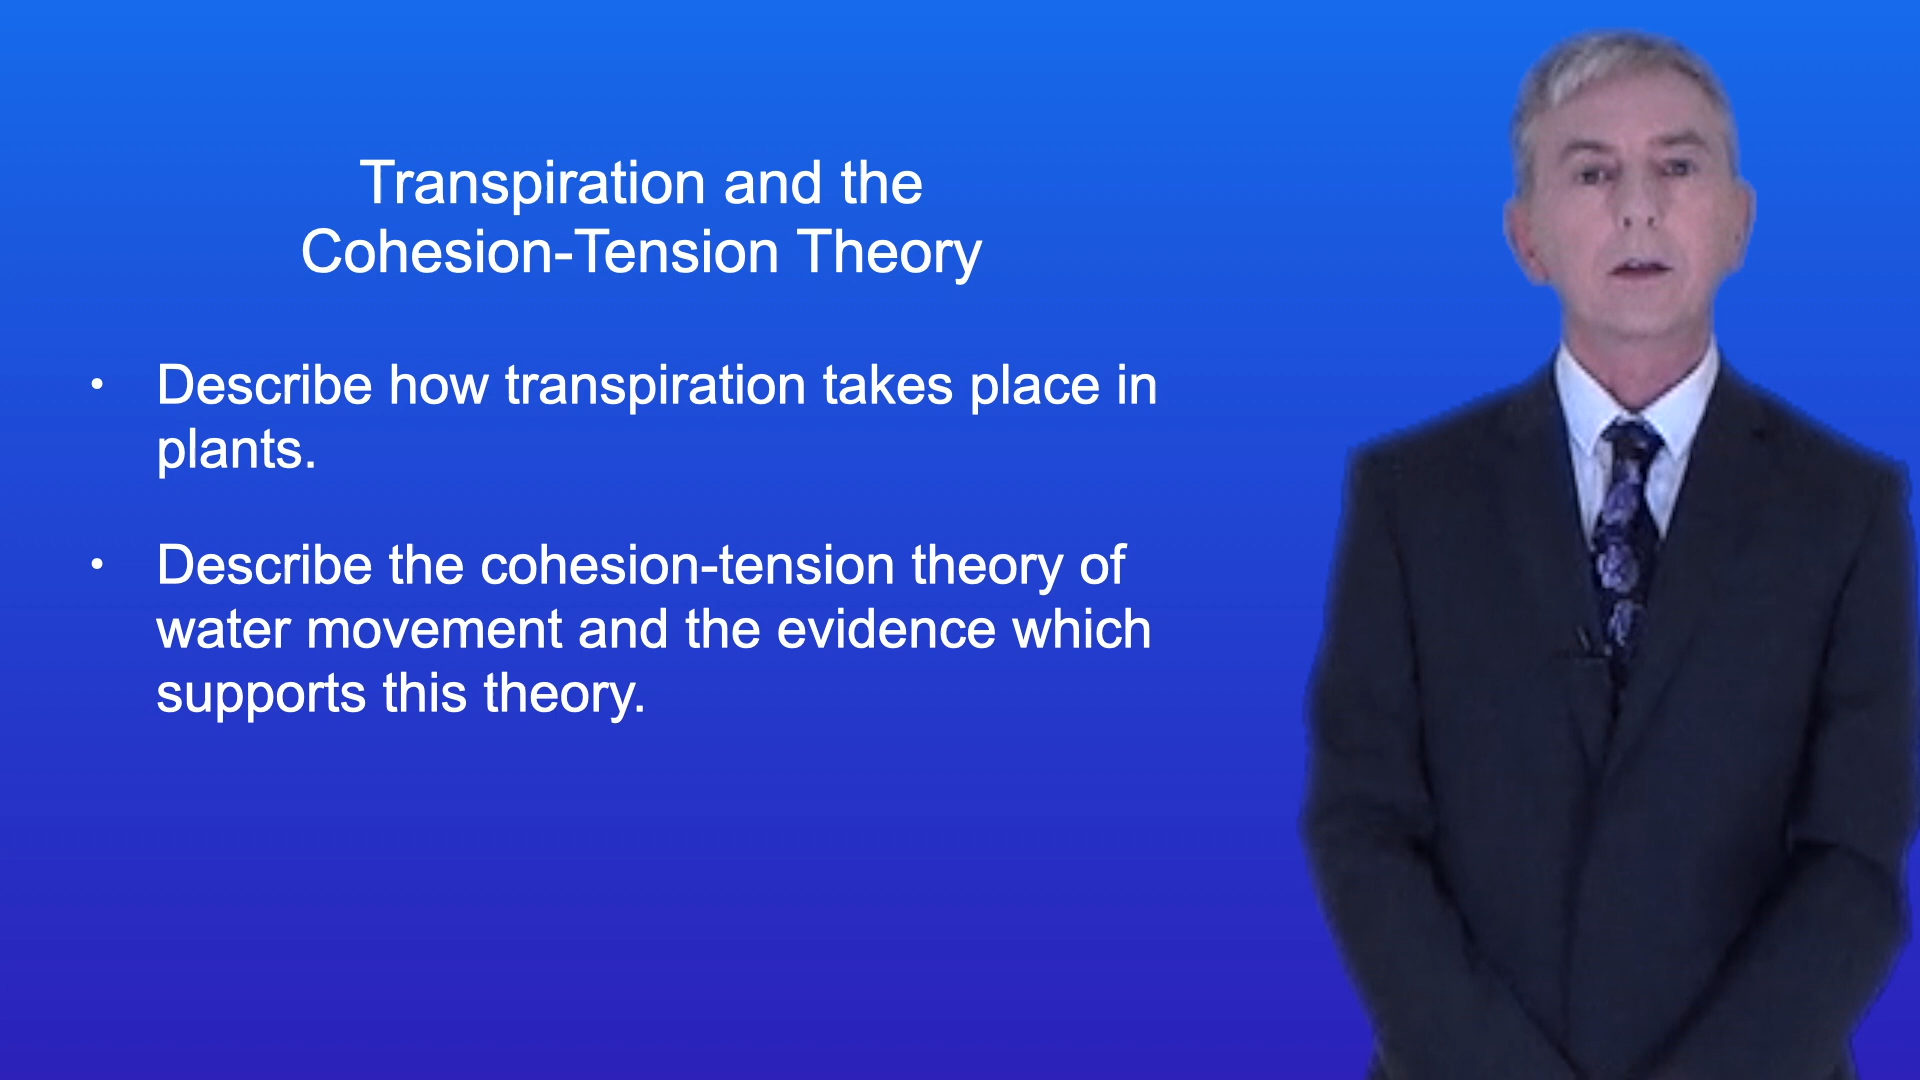 Transpiration and the
Cohesion-Tension Theory
• Describe how transpiration takes place in
plants.
• Describe the cohesion-tension theory of
water movement and the evidence which
supports this theory.